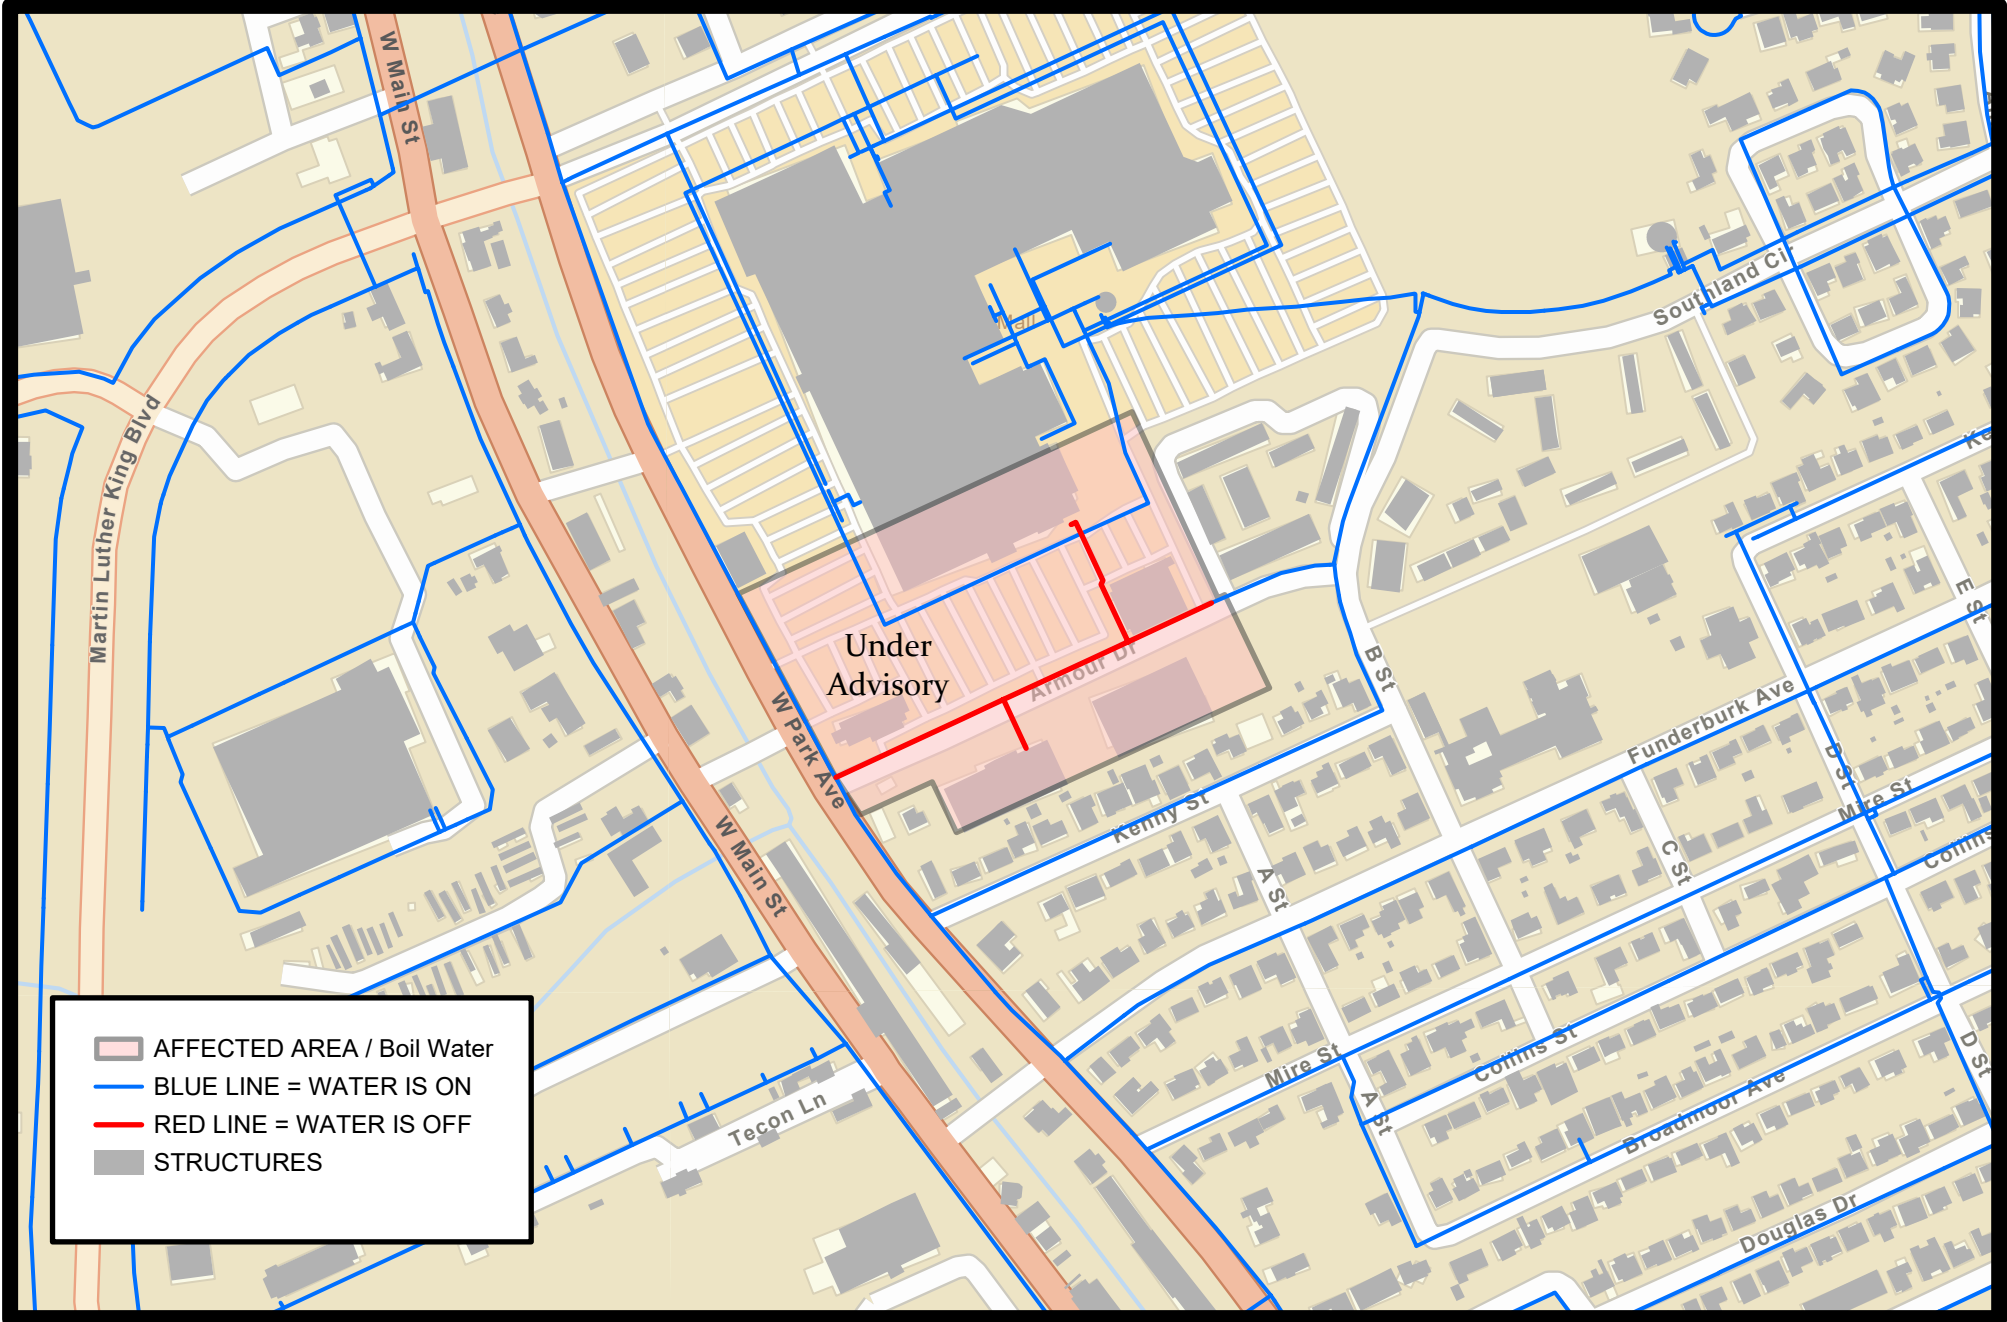 W Main St
Mall
Southland Cir
Martin Luther King Blvd
Under
Advisory
Armour Dr
W Park Ave
B St
E St
Funderburk Ave
D St
Mire St
Collins
Kenny St
A St
C St
W Main St
AFFECTED AREA / Boil Water
BLUE LINE = WATER IS ON
RED LINE = WATER IS OFF
STRUCTURES
Tecon Ln
Mire St
Collins St
A St
Broadmoor Ave
D St
Douglas Dr